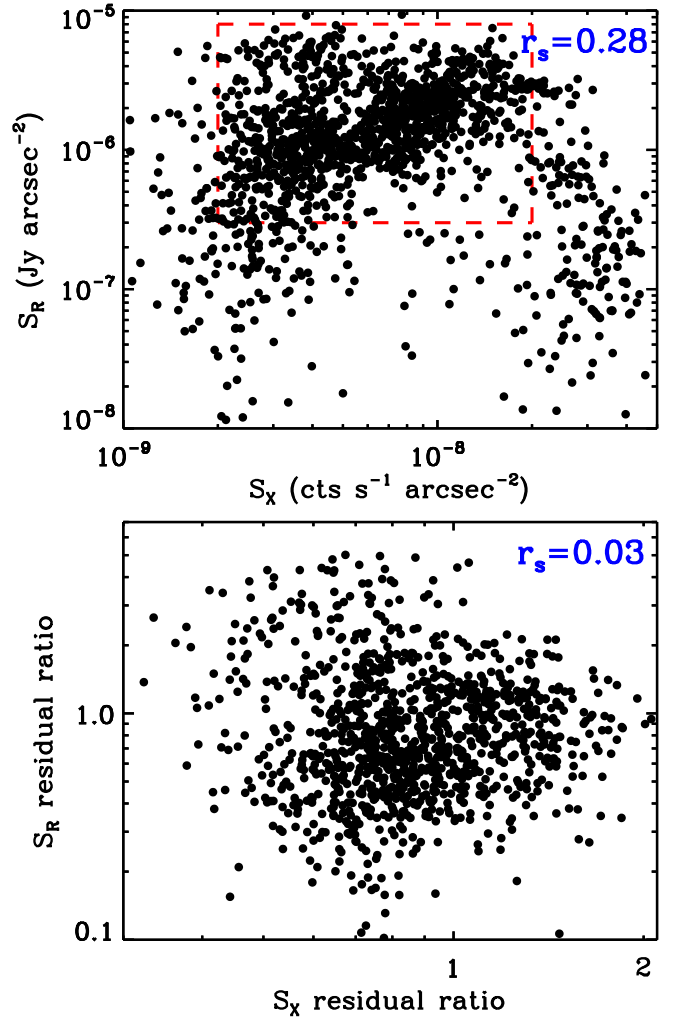 10⁻⁵
r_s=0.28
10⁻⁶
S_R (Jy arcsec⁻²)
10⁻⁷
10⁻⁸
10⁻⁹ 10⁻⁸
S_X (cts s⁻¹ arcsec⁻²)
r_s=0.03
1.0
S_R residual ratio
0.1
1 2
S_X residual ratio